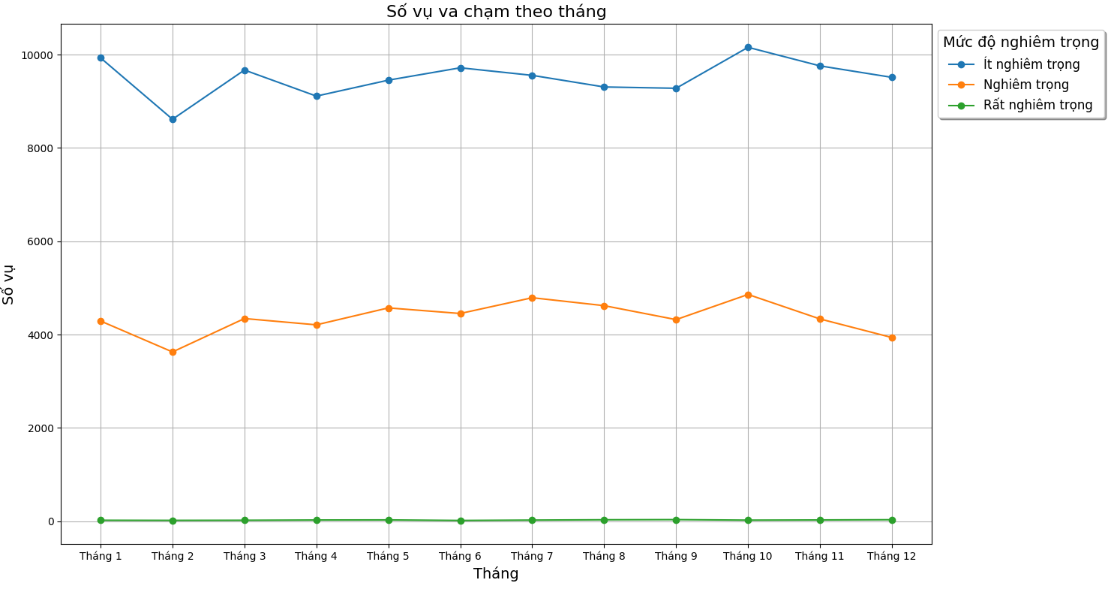 Số vụ va chạm theo tháng
Mức độ nghiêm trọng
Ít nghiêm trọng
Nghiêm trọng
Rất nghiêm trọng
10000
8000
6000
4000
2000
0
Số vụ
Tháng 1 Tháng 2 Tháng 3 Tháng 4 Tháng 5 Tháng 6 Tháng 7 Tháng 8 Tháng 9 Tháng 10 Tháng 11 Tháng 12
Tháng